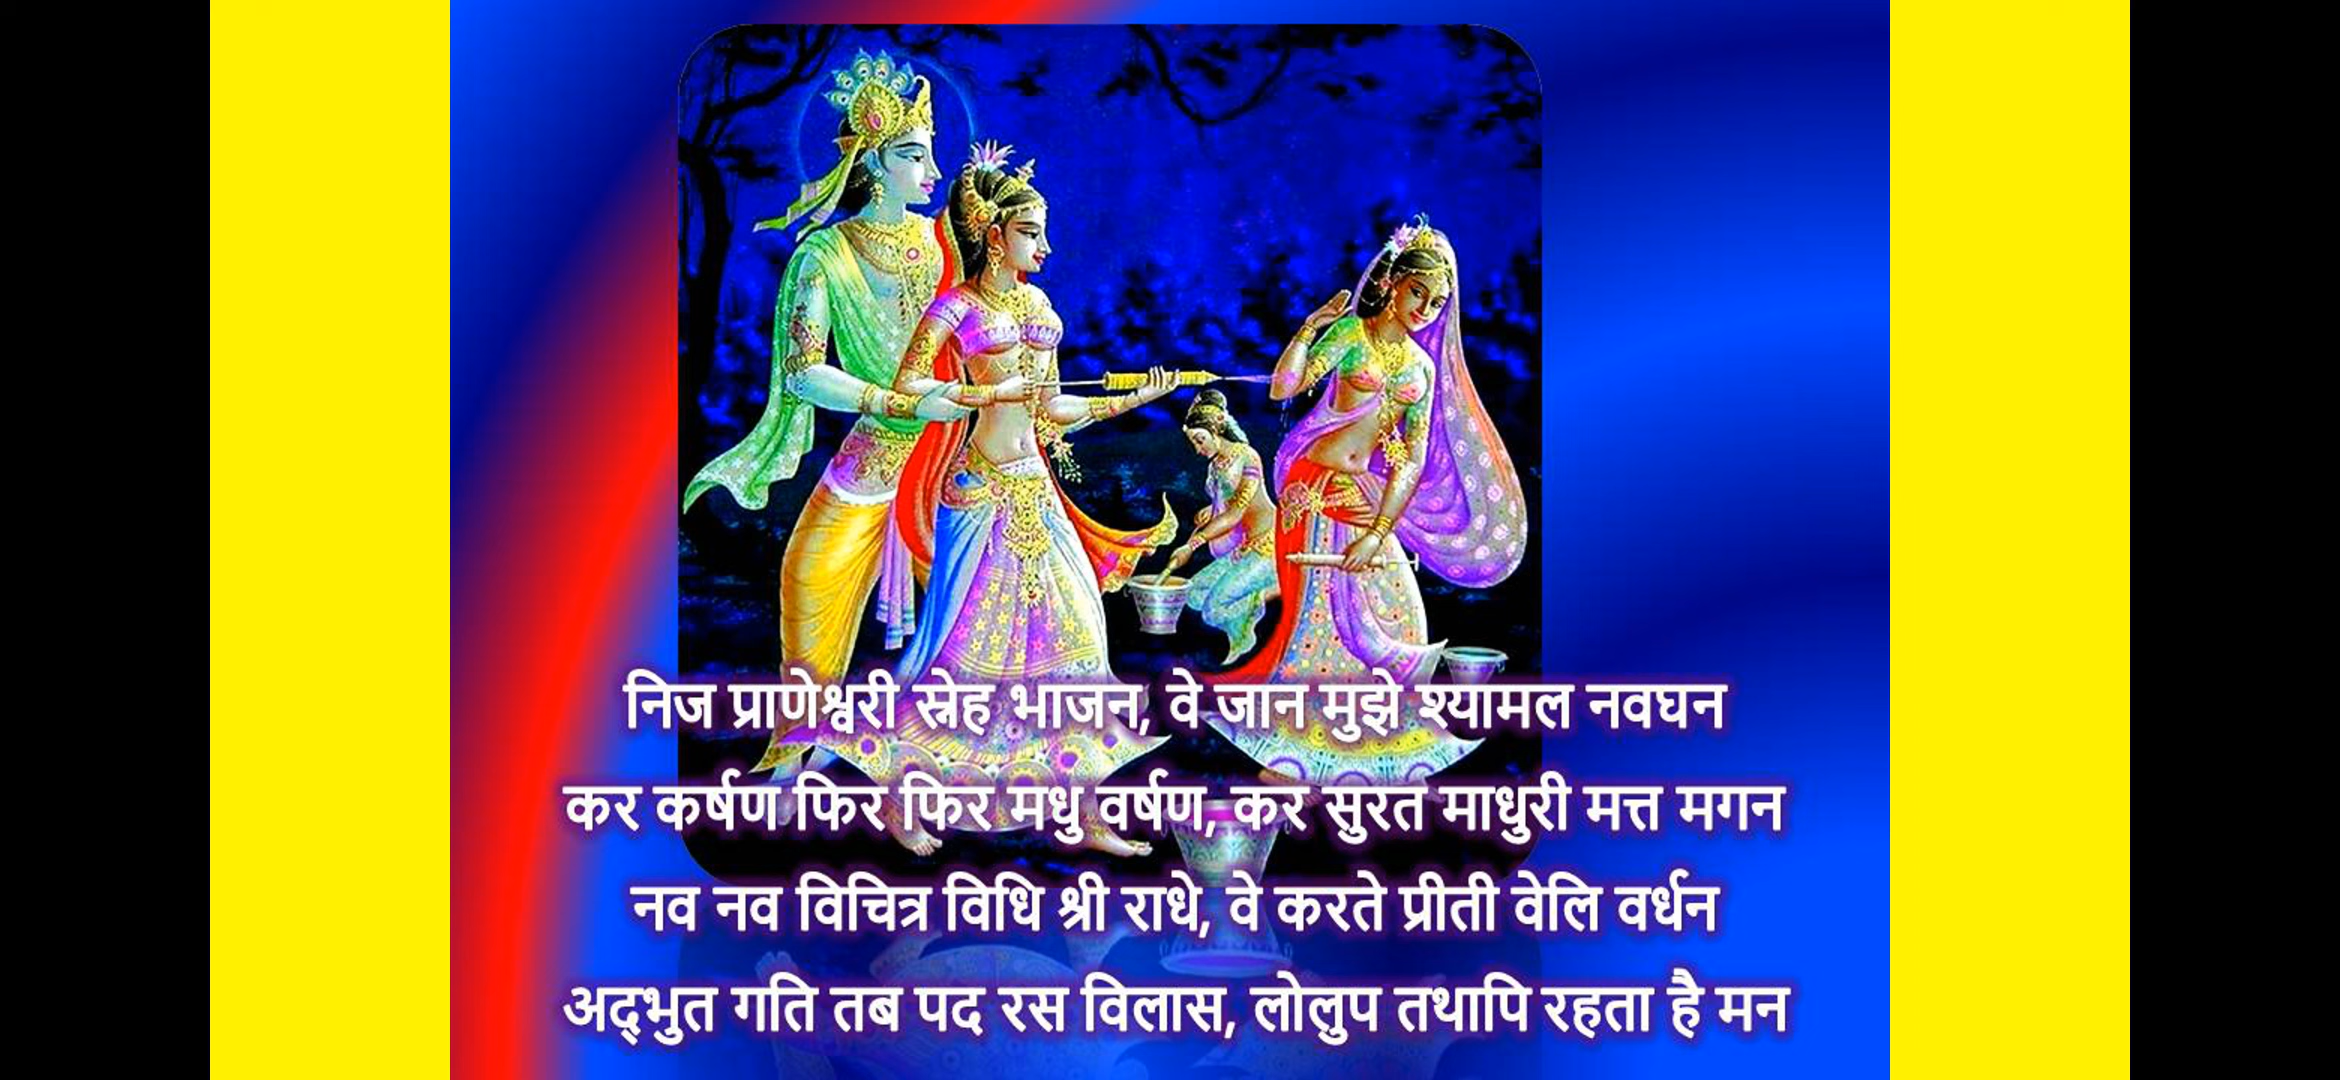 निज प्राणेश्वरी स्नेह भाजन, वे जान मुझे श्यामल नवघन
कर कर्षण फिर फिर मधु वर्षण, कर सुरत माधुरी मत्त मगन
नव नव विचित्र विधि श्री राधे, वे करते प्रीती वेलि वर्धन
अद्भुत गति तब पद रस विलास, लोलुप तथापि रहता है मन